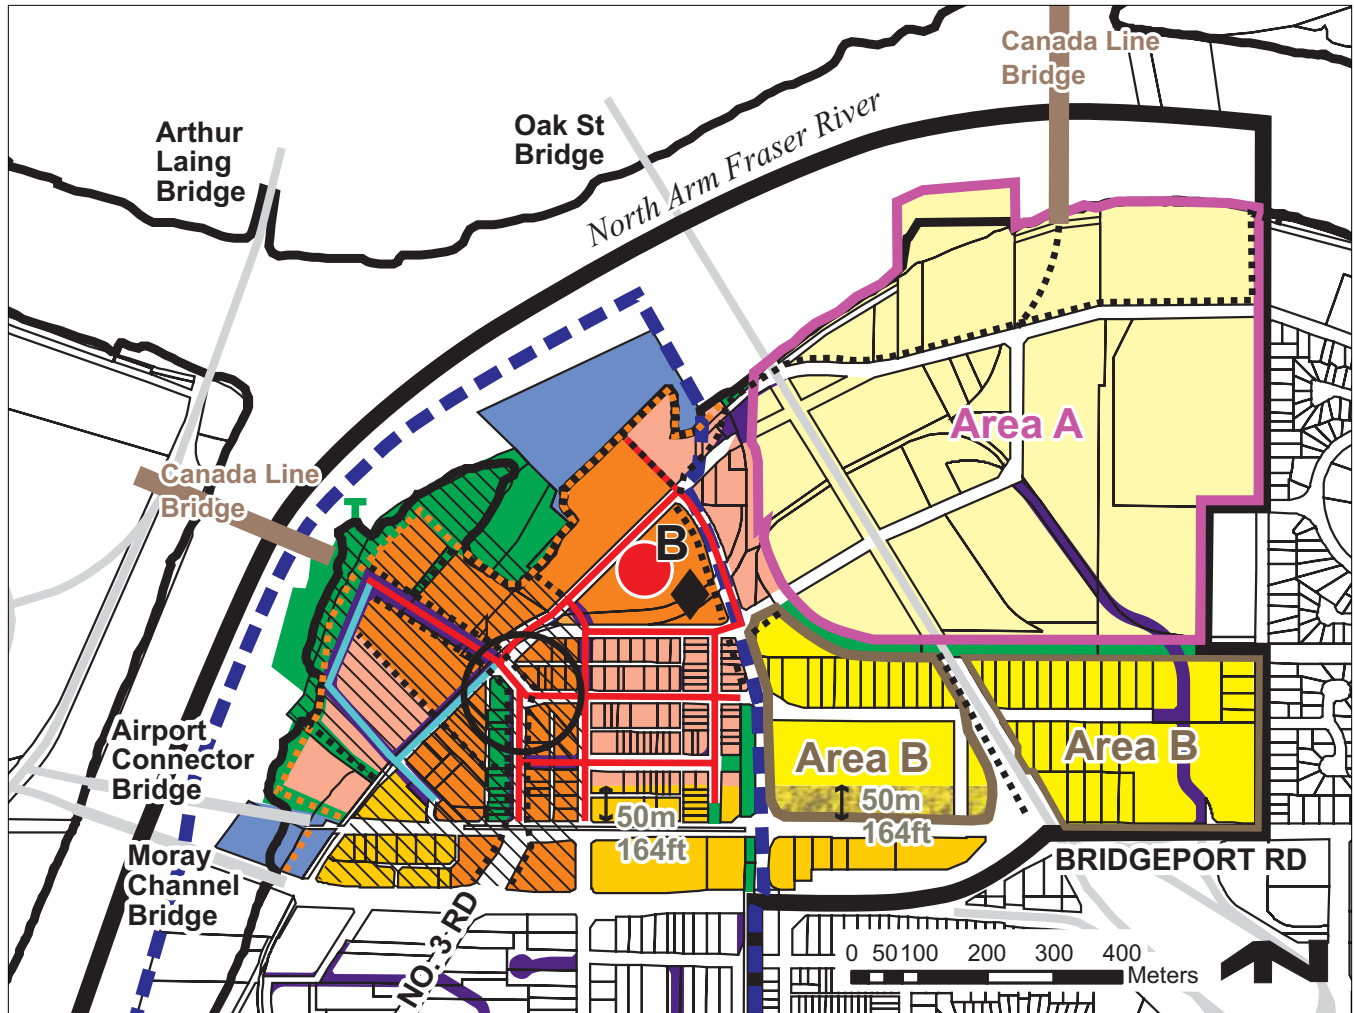 Canada Line
Bridge
Arthur
Laing
Bridge
Oak St
Bridge
North Arm Fraser River
Area A
Canada Line
Bridge
B
Airport
Connector
Bridge
Area B
Area B
50m
164ft
50m
164ft
Moray
Channel
Bridge
BRIDGEPORT RD
NO. 3 RD
0 50 100 200 300 400
Meters
N